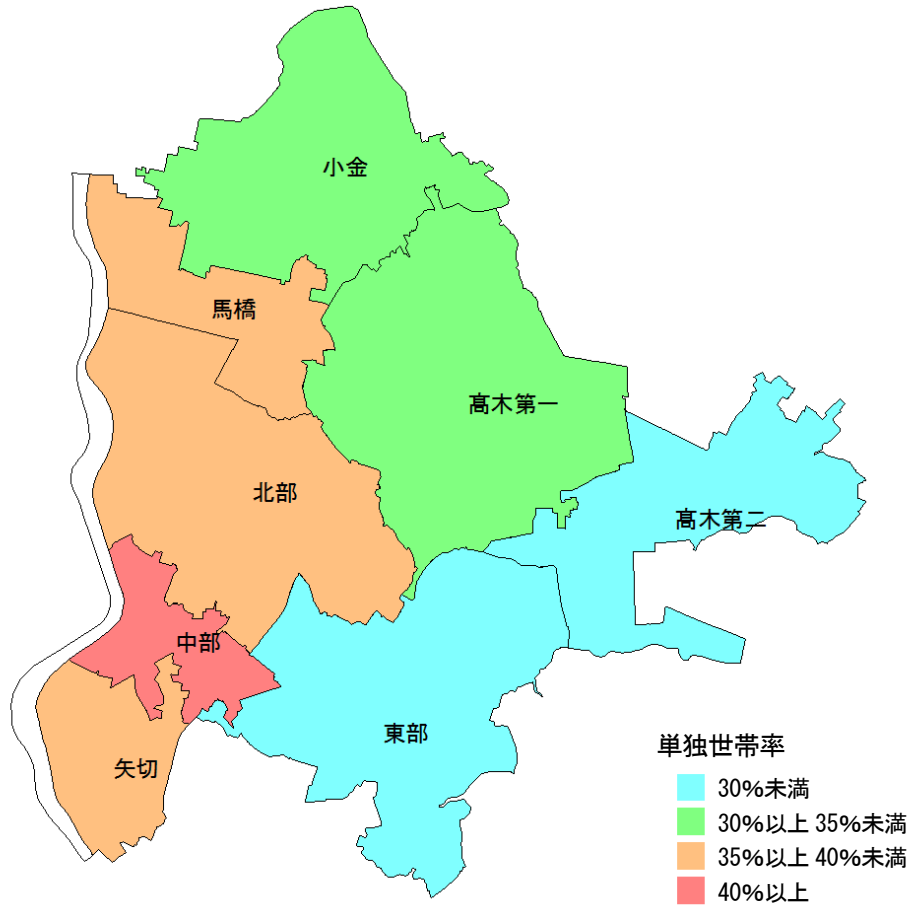 小金
馬橋
髙木第一
北部
髙木第二
中部
東部
矢切
単独世帯率
30%未満
30%以上 35%未満
35%以上 40%未満
40%以上